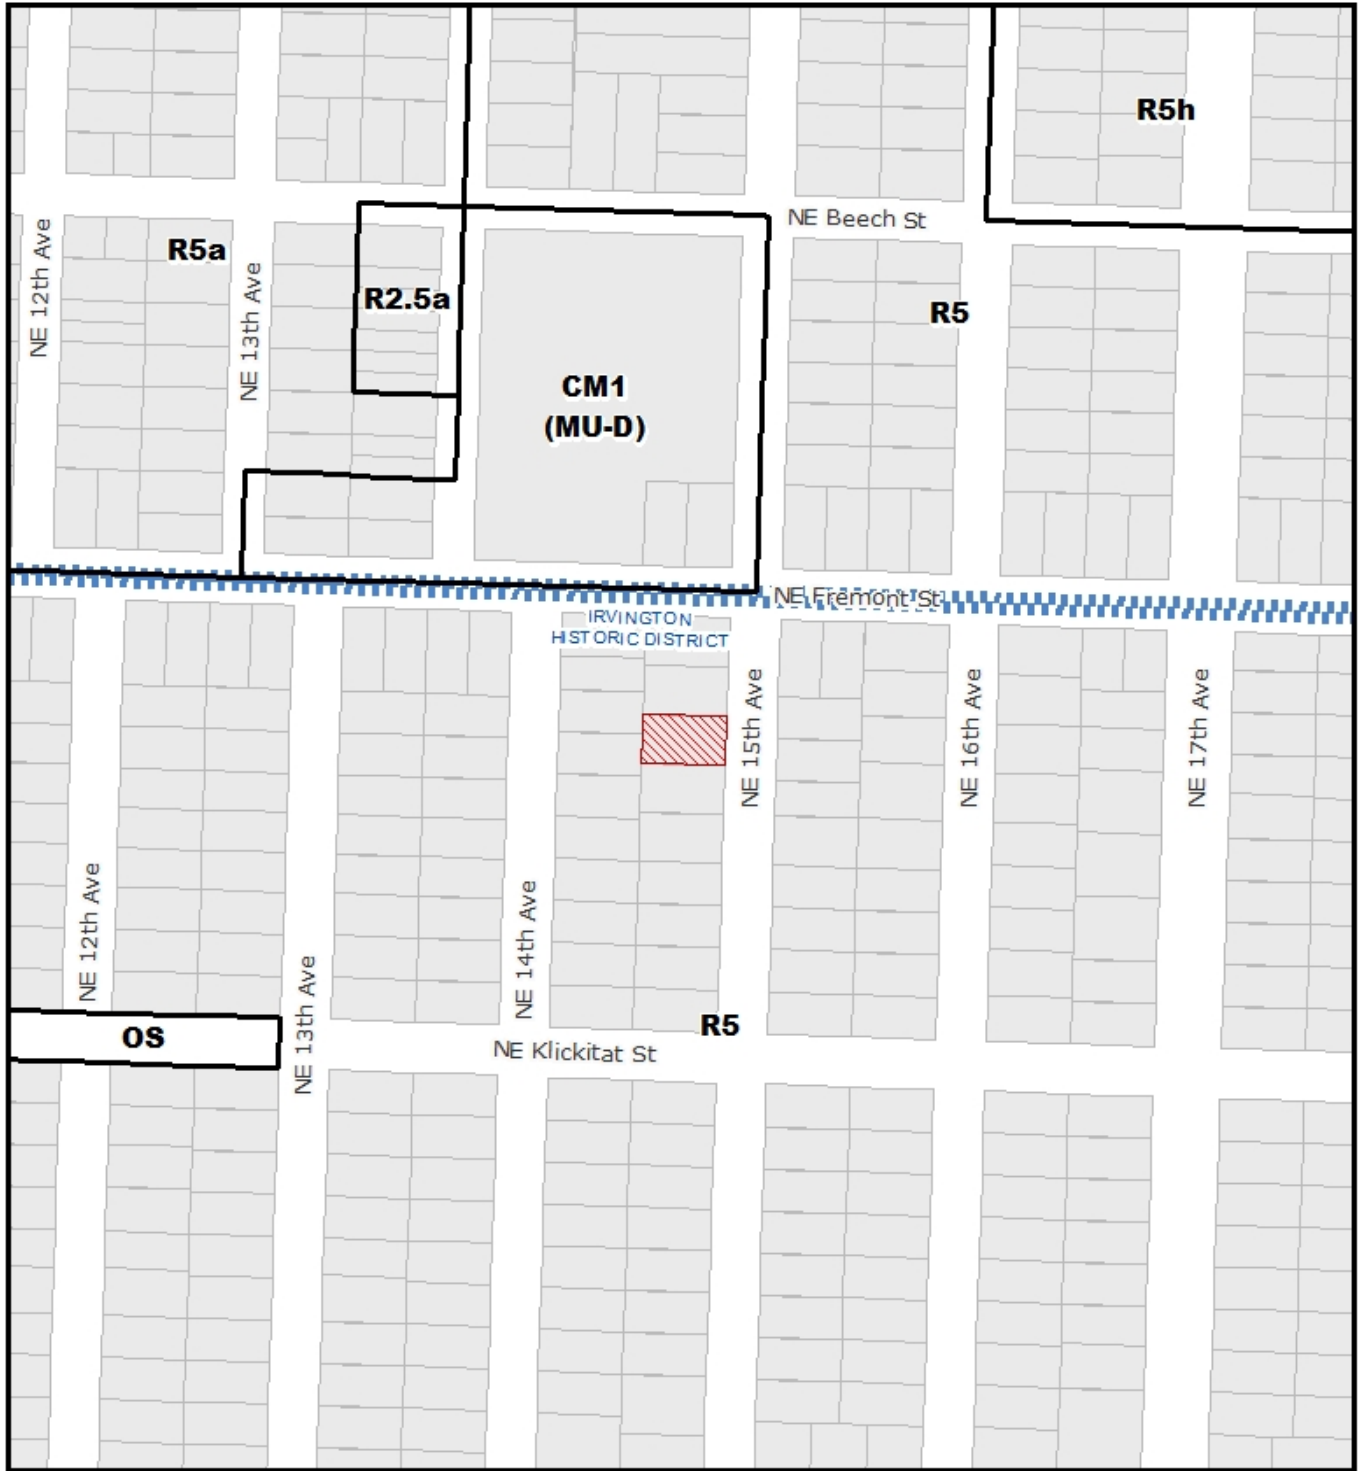 R5h
NE Beech St
NE 12th Ave
R5a
NE 13th Ave
R2.5a
R5
CM1
(MU-D)
NE Fremont St
IRVINGTON
HISTORIC DISTRICT
NE 15th Ave
NE 16th Ave
NE 17th Ave
NE 12th Ave
NE 14th Ave
NE 13th Ave
R5
OS
NE Klickitat St